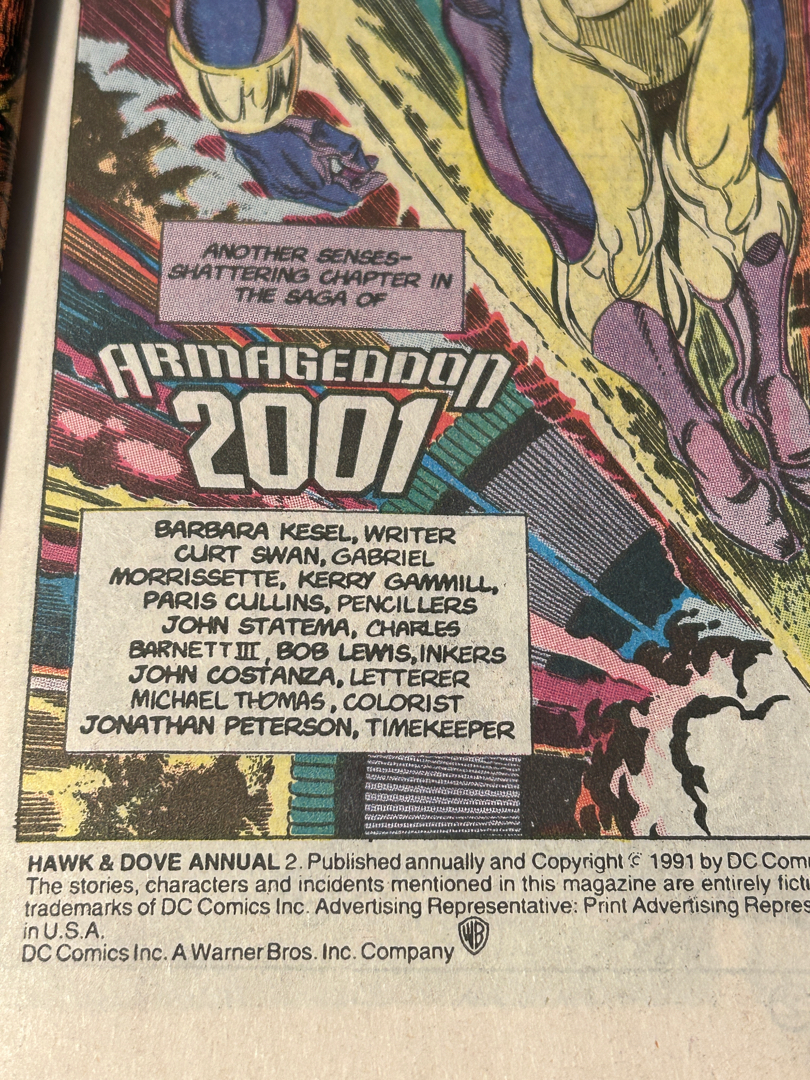 ANOTHER SENSES-
SHATTERING CHAPTER IN
THE SAGA OF
ARMAGEDDON
2001
BARBARA KESEL, WRITER
CURT SWAN, GABRIEL
MORRISSETTE, KERRY GAMMILL,
PARIS CULLINS, PENCILLERS
JOHN STATEMA, CHARLES
BARNETT III, BOB LEWIS, INKERS
JOHN COSTANZA, LETTERER
MICHAEL THOMAS, COLORIST
JONATHAN PETERSON, TIMEKEEPER
HAWK & DOVE ANNUAL 2. Published annually and Copyright © 1991 by DC
The stories, characters and incidents mentioned in this magazine are entirely
trademarks of DC Comics Inc. Advertising Representative: Print Advertising
in U.S.A.
DC Comics Inc. A Warner Bros. Inc. Company
WB